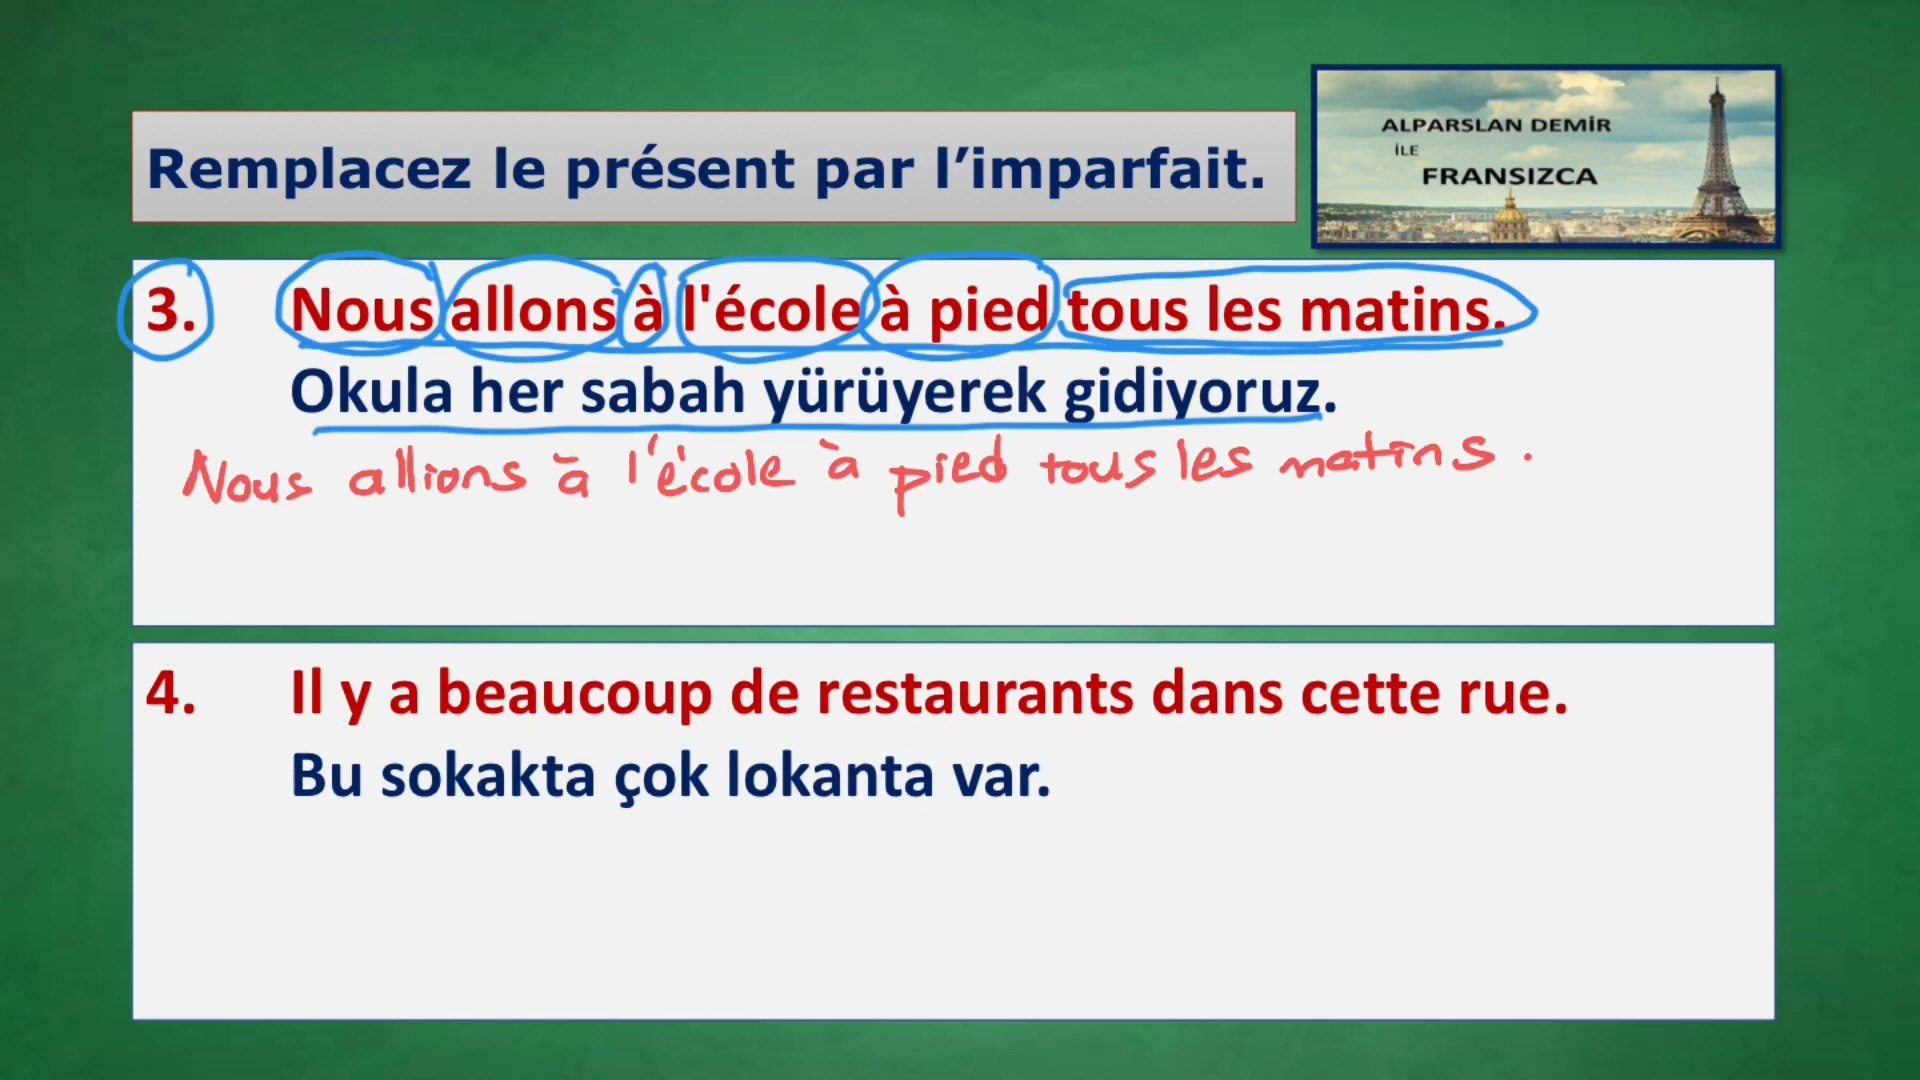 Remplacez le présent par l’imparfait.
ALPARSLAN DEMİR
İLE
FRANSIZCA
3. Nous allons à l'école à pied tous les matins.
Okula her sabah yürüyerek gidiyoruz.
Nous allions à l'école à pied tous les matins.
4. Il y a beaucoup de restaurants dans cette rue.
Bu sokakta çok lokanta var.